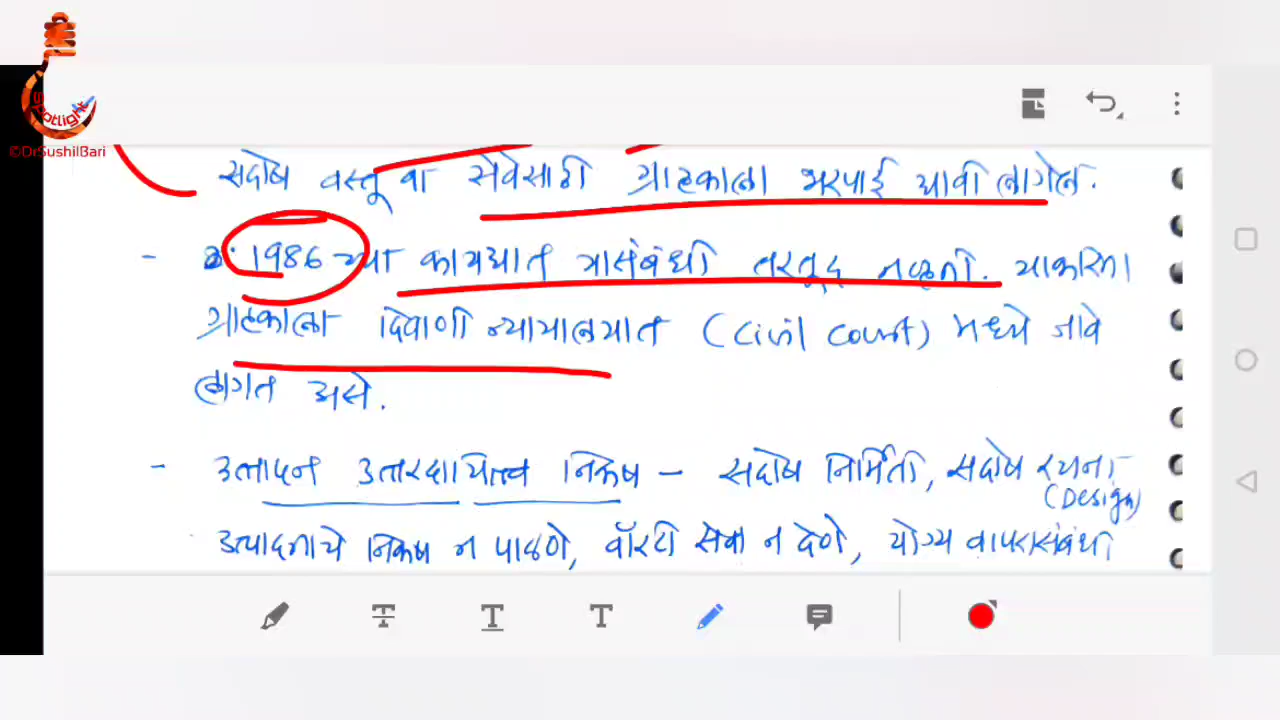 Spotlight
©DrSushilBari
सदोष वस्तू वा सेवेसाठी ग्राहकाला भरपाई द्यावी लागेल.
- 1986 च्या कायद्यात यासंबंधी तरतूद नव्हती. याकरिता
ग्राहकाला दिवाणी न्यायालयात (civil court) मध्ये जावे
लागत असे.
- उत्पादन उत्तरदायित्व निकष – सदोष निर्मिती, सदोष रचना
(Design)
उत्पादनाचे निकष न पाळणे, वॉरंटी सेवा न देणे, योग्य वापरासंबंधी